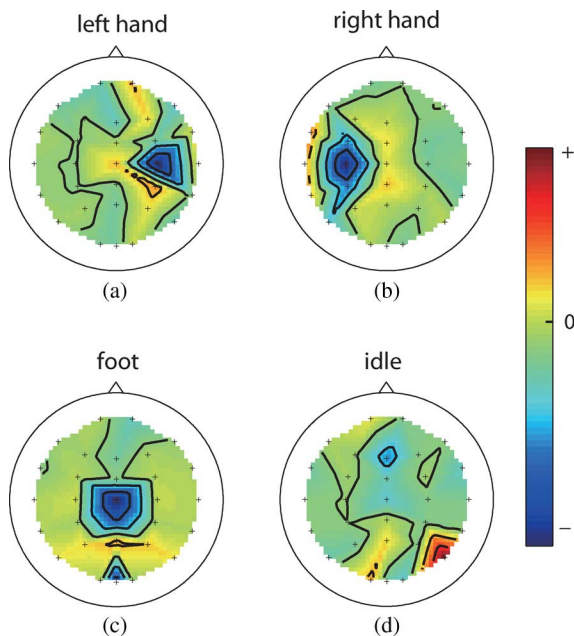 left hand
right hand
(a)
(b)
+
0
−
foot
idle
(c)
(d)